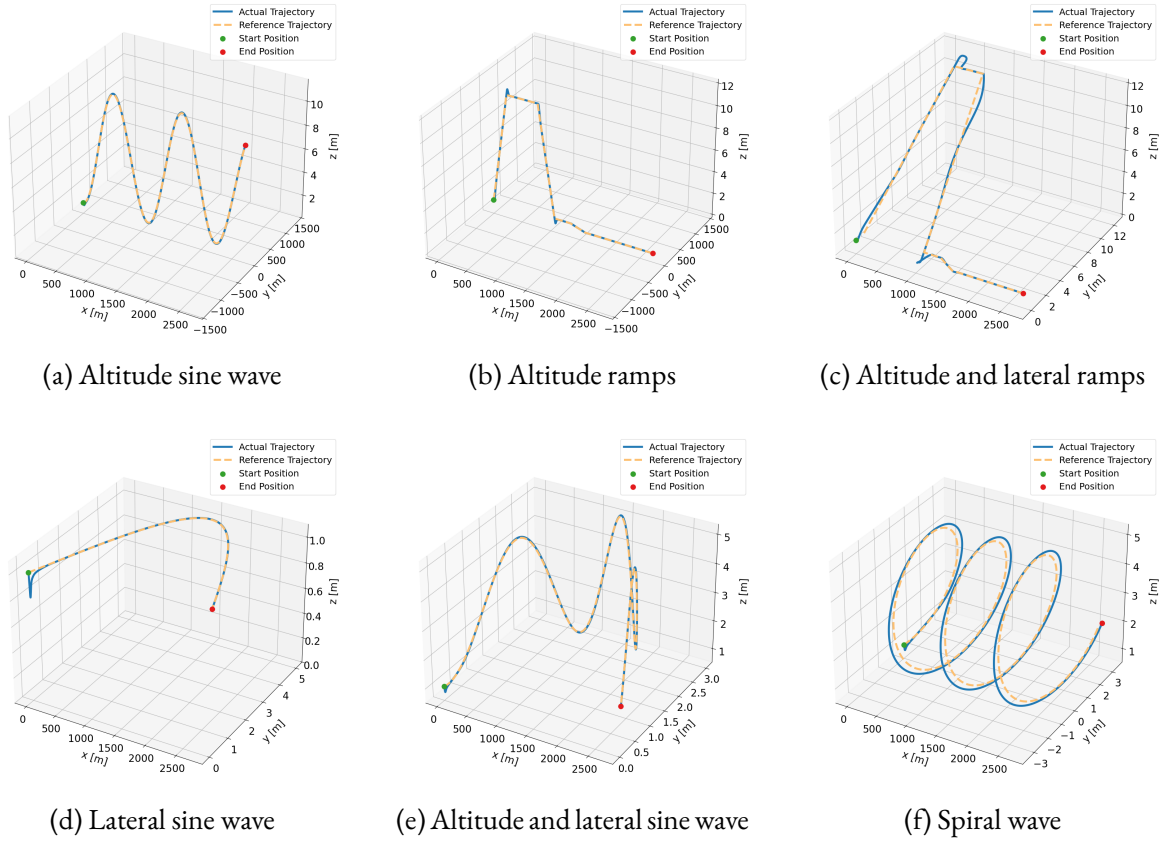 Actual Trajectory
Reference Trajectory
Start Position
End Position
10
8
6
4
2
z [m]
1500
1000
500
0
−500
−1000
−1500
y [m]
0
500
1000
1500
2000
2500
x [m]
(a) Altitude sine wave
Actual Trajectory
Reference Trajectory
Start Position
End Position
12
10
8
6
4
2
0
z [m]
1500
1000
500
0
−500
−1000
−1500
y [m]
0
500
1000
1500
2000
2500
x [m]
(b) Altitude ramps
Actual Trajectory
Reference Trajectory
Start Position
End Position
12
10
8
6
4
2
0
z [m]
12
10
8
6
4
2
0
y [m]
0
500
1000
1500
2000
2500
x [m]
(c) Altitude and lateral ramps
Actual Trajectory
Reference Trajectory
Start Position
End Position
1.0
0.8
0.6
0.4
0.2
0.0
z [m]
5
4
3
2
1
0
y [m]
0
500
1000
1500
2000
2500
x [m]
(d) Lateral sine wave
Actual Trajectory
Reference Trajectory
Start Position
End Position
5
4
3
2
1
z [m]
3.0
2.5
2.0
1.5
1.0
0.5
0.0
y [m]
0
500
1000
1500
2000
2500
x [m]
(e) Altitude and lateral sine wave
Actual Trajectory
Reference Trajectory
Start Position
End Position
5
4
3
2
1
z [m]
3
2
1
0
−1
−2
−3
y [m]
0
500
1000
1500
2000
2500
x [m]
(f) Spiral wave